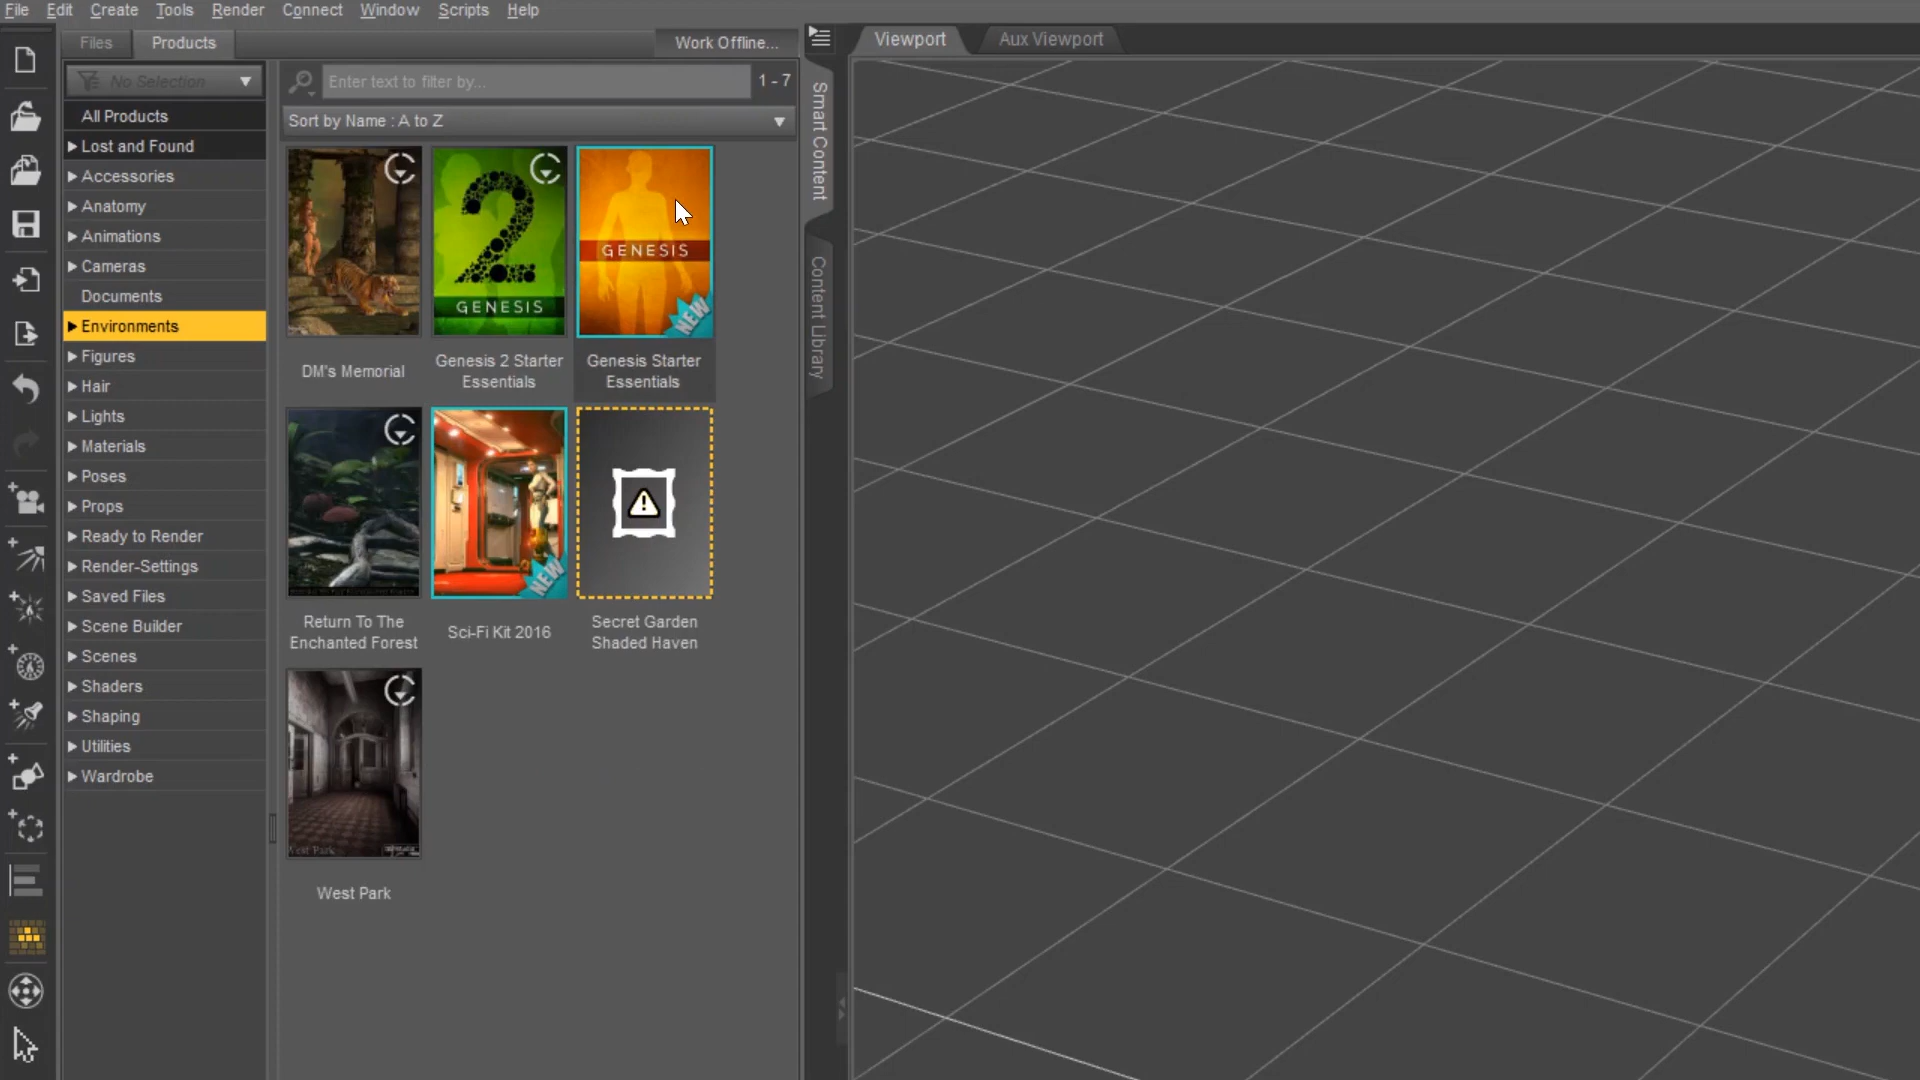 File Edit Create Tools Render Connect Window Scripts Help
Files Products Work Offline...
Viewport Aux Viewport
No Selection
Enter text to filter by...
1 - 7
Sort by Name : A to Z
All Products
Lost and Found
Accessories
Anatomy
Animations
Cameras
Documents
Environments
Figures
Hair
Lights
Materials
Poses
Props
Ready to Render
Render-Settings
Saved Files
Scene Builder
Scenes
Shaders
Shaping
Utilities
Wardrobe
2
GENESIS
GENESIS
NEW
DM's Memorial
Genesis 2 Starter
Essentials
Genesis Starter
Essentials
NEW
Return To The
Enchanted Forest
Sci-Fi Kit 2016
Secret Garden
Shaded Haven
West Park
West Park
Smart Content
Content Library